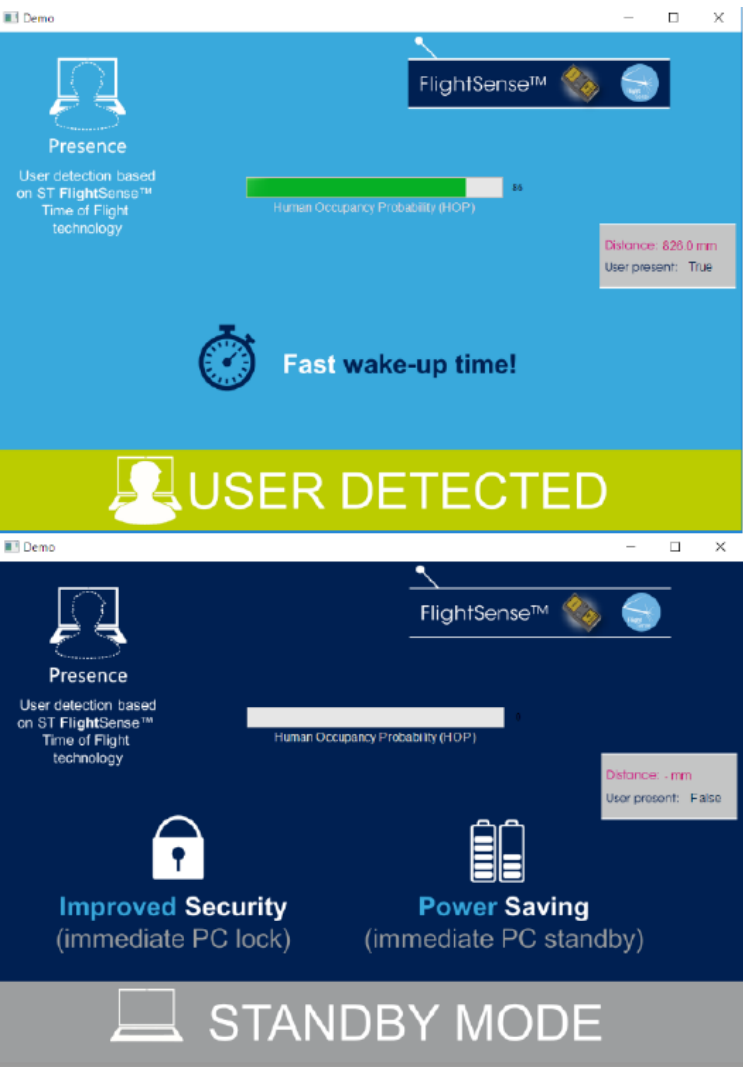 Demo
FlightSense™
Presence
User detection based
on ST FlightSense™
Time of Flight
technology
86
Human Occupancy Probability (HOP)
Distance: 826.0 mm
User present: True
Fast wake-up time!
USER DETECTED
Demo
FlightSense™
Presence
User detection based
on ST FlightSense™
Time of Flight
technology
Human Occupancy Probability (HOP)
Distance: - mm
User present: False
Improved Security
(immediate PC lock)
Power Saving
(immediate PC standby)
STANDBY MODE